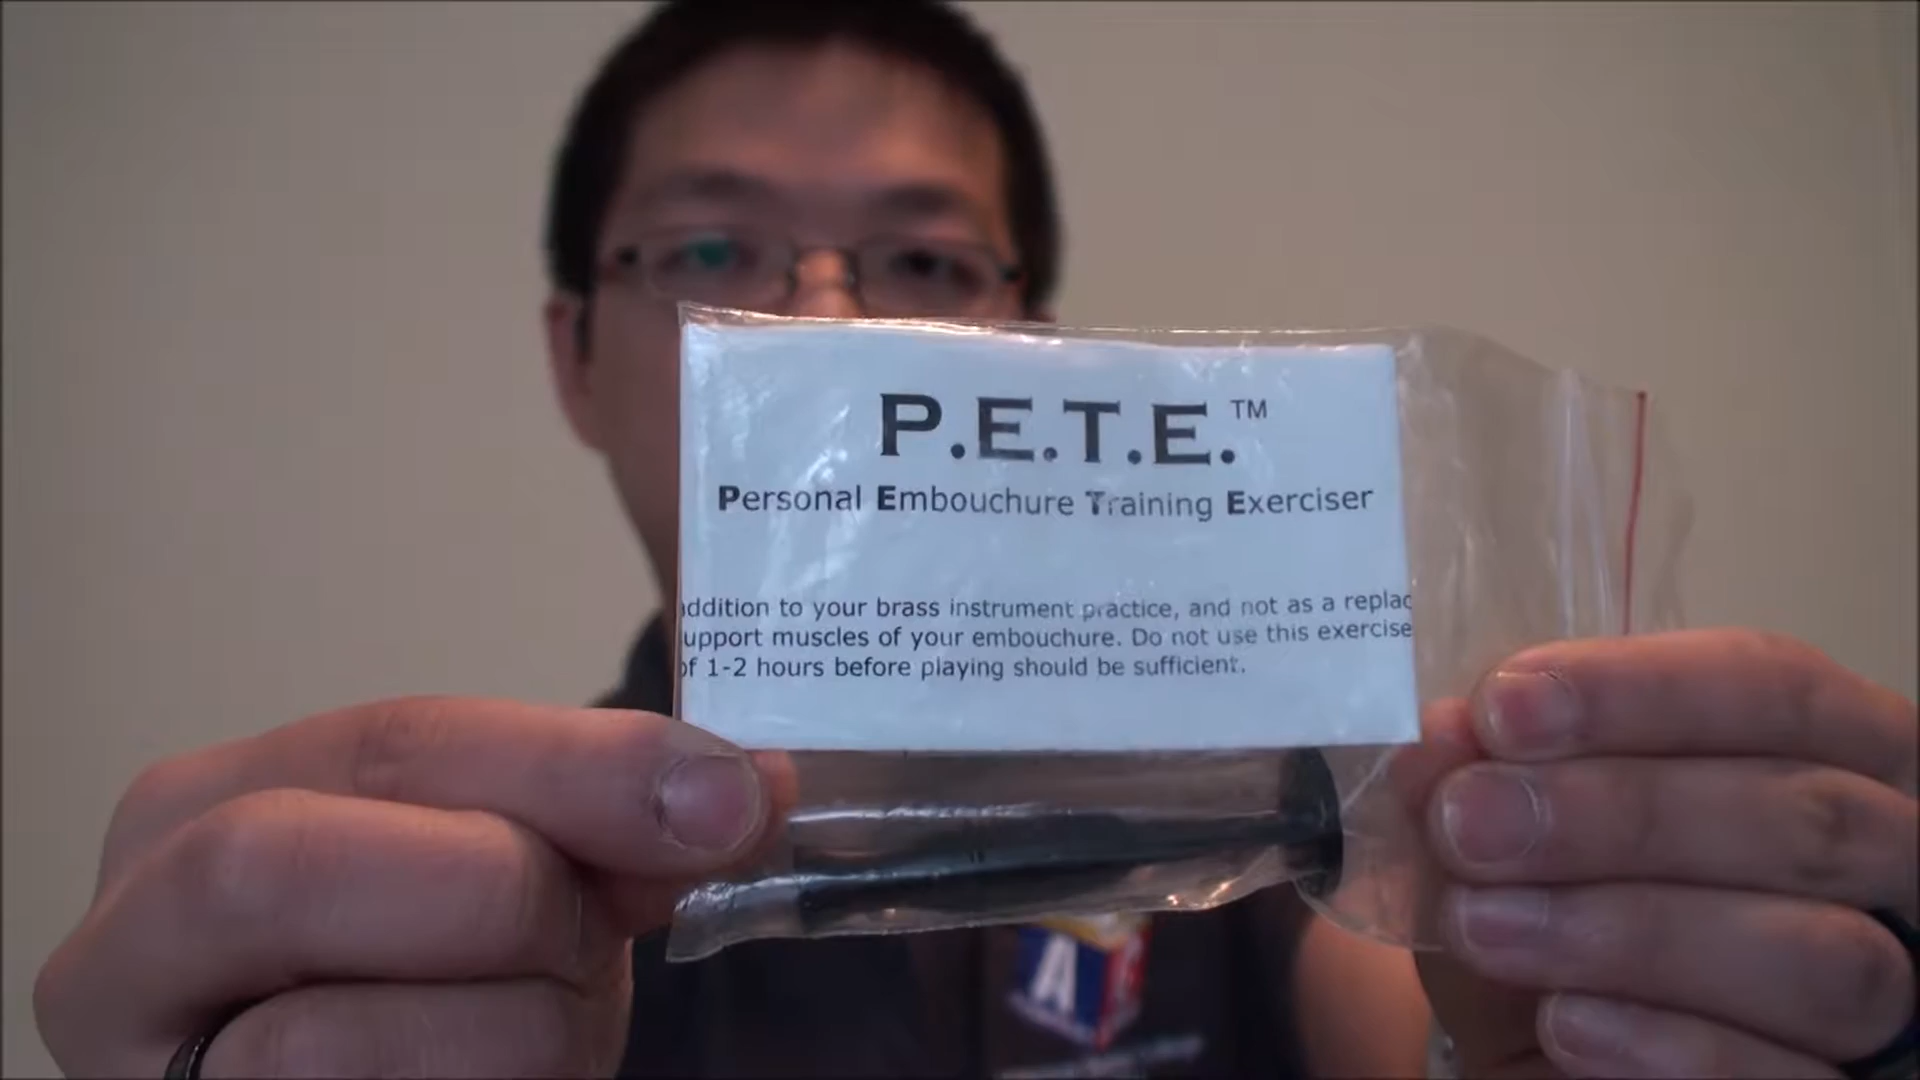 P.E.T.E.™
Personal Embouchure Training Exerciser
ddition to your brass instrument practice, and not as a replac
upport muscles of your embouchure. Do not use this exercise
of 1-2 hours before playing should be sufficient.
A